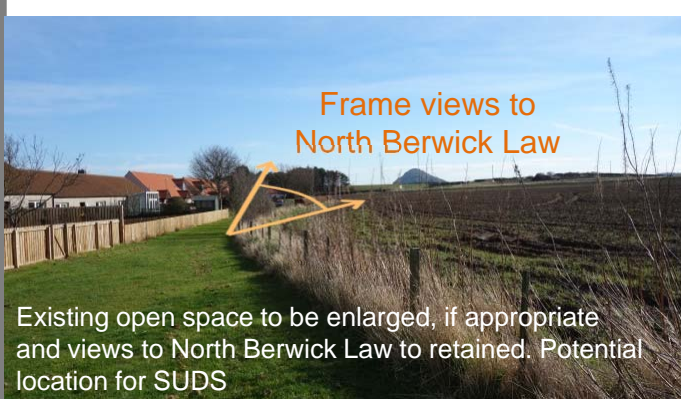 Frame views to
North Berwick Law
Existing open space to be enlarged, if appropriate
and views to North Berwick Law to retained. Potential
location for SUDS